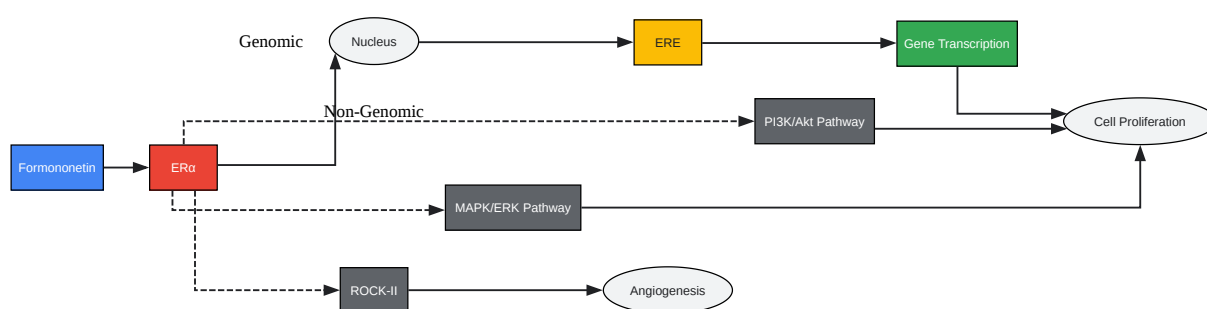 Genomic
Nucleus
ERE
Gene Transcription
Non-Genomic
PI3K/Akt Pathway
Cell Proliferation
Formononetin
ERα
MAPK/ERK Pathway
ROCK-II
Angiogenesis